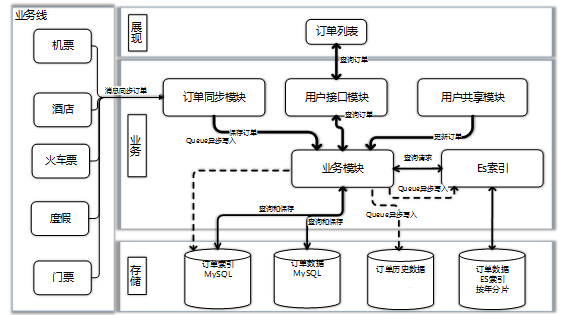 业务线
机票
酒店
火车票
度假
门票
消息同步订单
展现
订单列表
查询订单
业务
订单同步模块
用户接口模块
用户共享模块
保存订单
Queue异步写入
查询订单
更新订单
业务模块
查询请求
Es索引
Queue异步写入
查询和保存
查询和保存
Queue异步写入
存储
订单索引
MySQL
订单数据
MySQL
订单历史数据
订单数据
ES索引
按年分片